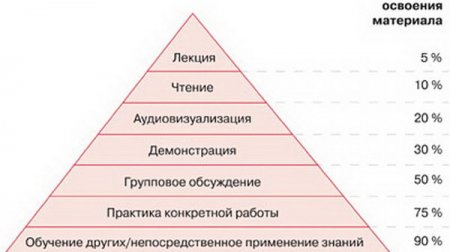 освоения
материала
Лекция 5 %
Чтение 10 %
Аудиовизуализация 20 %
Демонстрация 30 %
Групповое обсуждение 50 %
Практика конкретной работы 75 %
Обучение других/непосредственное применение знаний 90 %